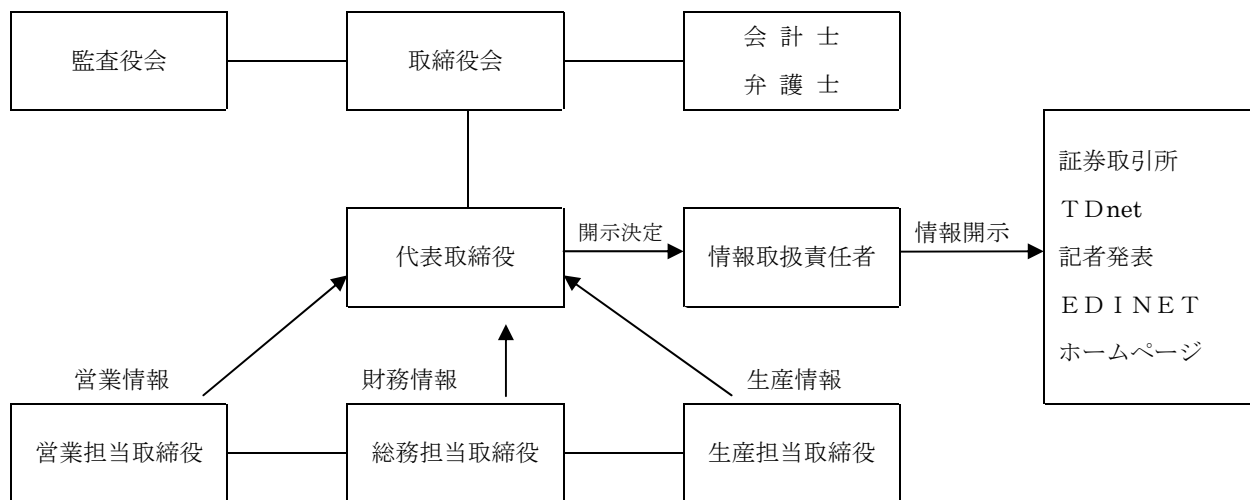 監査役会
取締役会
会 計 士
弁 護 士
証券取引所
ＴＤnet
記者発表
ＥＤＩＮＥＴ
ホームページ
代表取締役
開示決定
情報取扱責任者
情報開示
営業情報
財務情報
生産情報
営業担当取締役
総務担当取締役
生産担当取締役